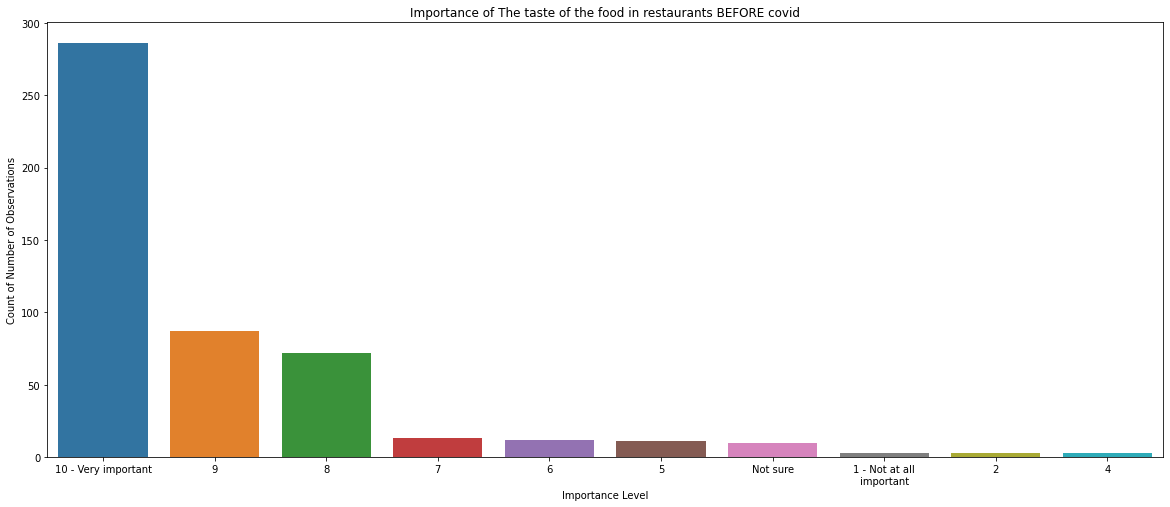 Importance of The taste of the food in restaurants BEFORE covid
300
250
200
150
100
50
0
Count of Number of Observations
10 - Very important
9
8
7
6
5
Not sure
1 - Not at all
important
2
4
Importance Level